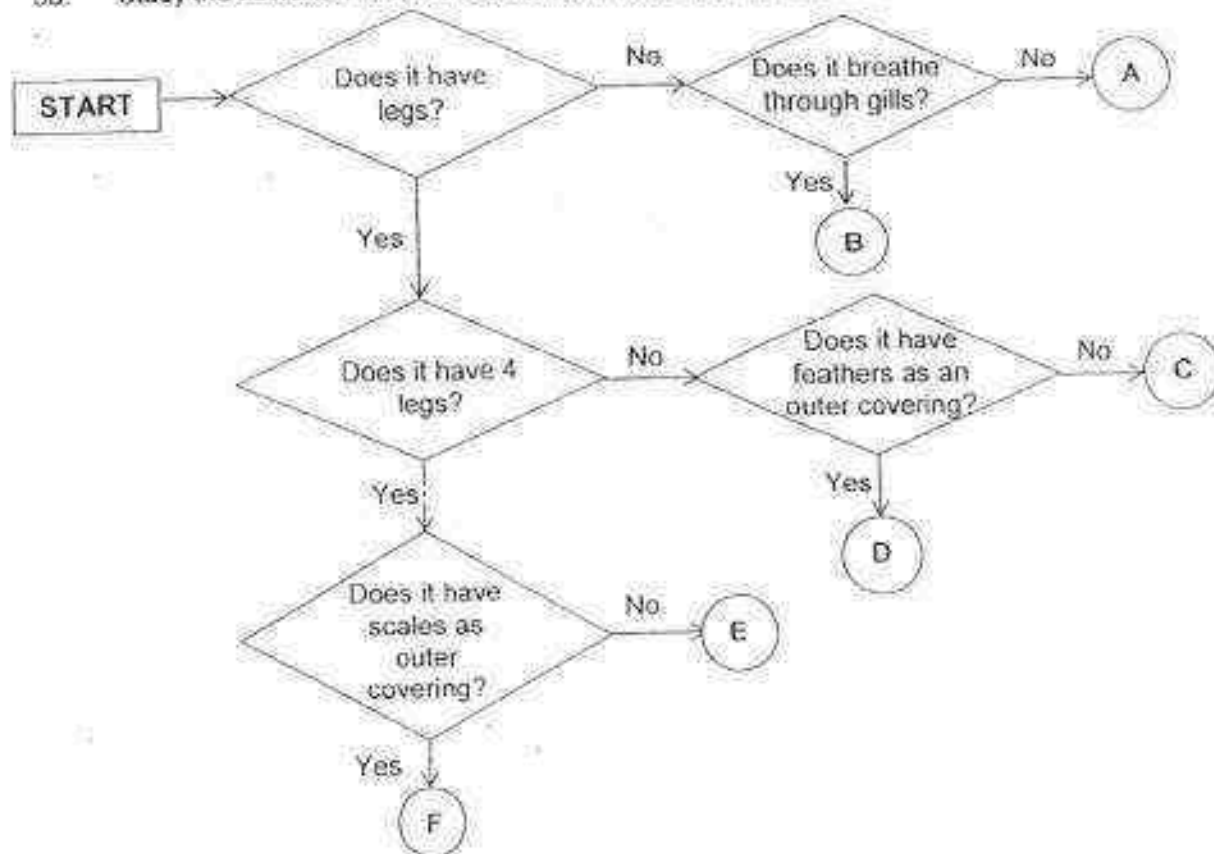 Does it have
legs?
No
Does it breathe
through gills?
No
A
START
Yes
B
Yes
Does it have 4
legs?
No
Does it have
feathers as an
outer covering?
No
C
Yes
D
Yes
Does it have
scales as
outer
covering?
No
E
Yes
F